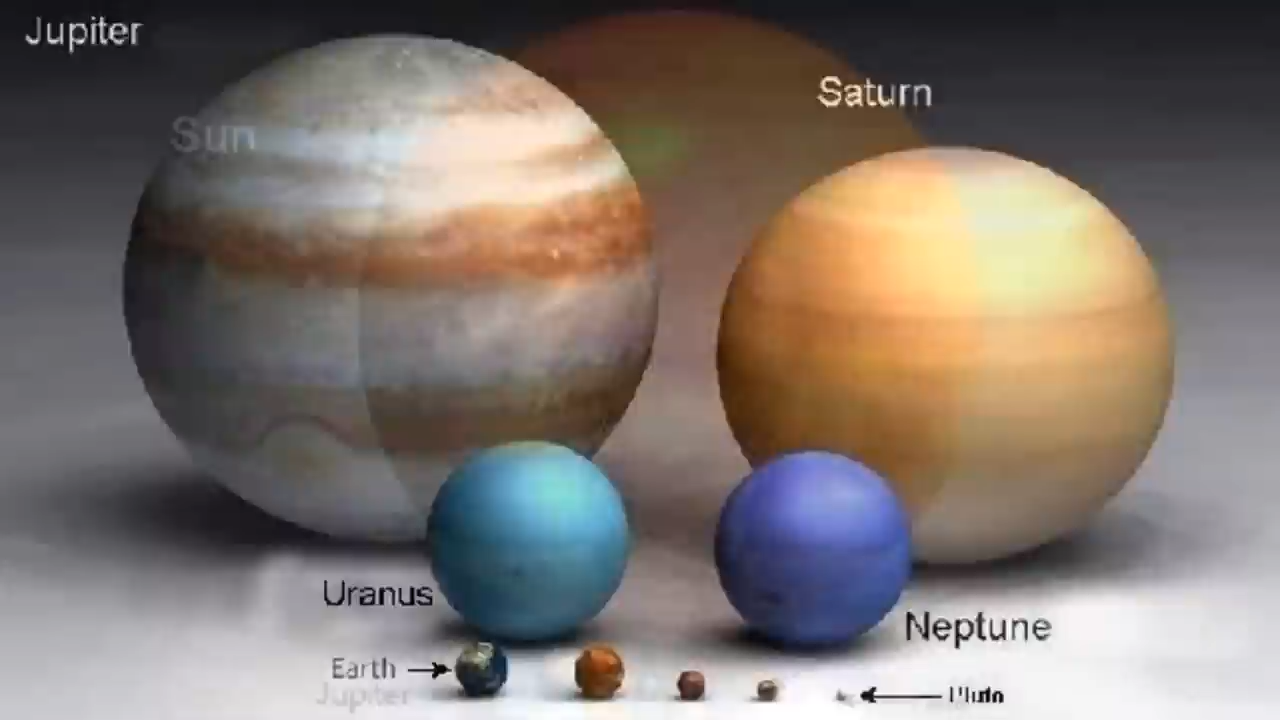 Jupiter
Saturn
Sun
Uranus
Neptune
Earth
Jupiter
Pluto